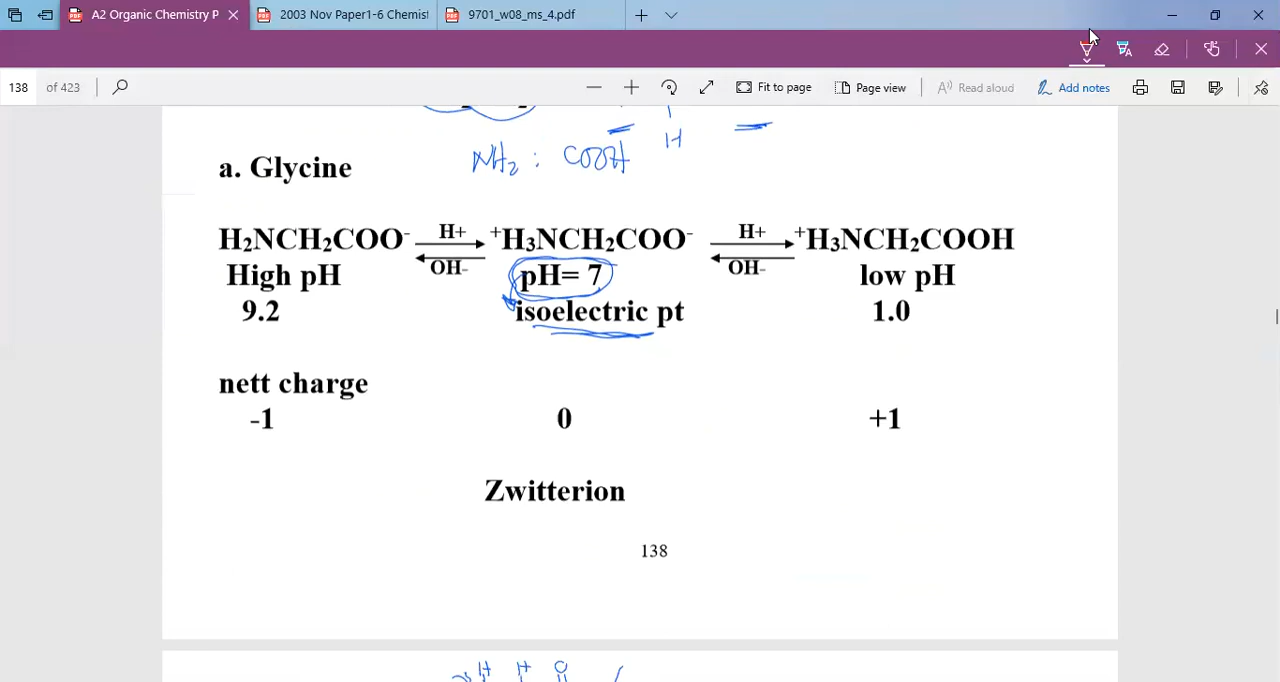 A2 Organic Chemistry P
2003 Nov Paper1-6 Chemist
9701_w08_ms_4.pdf
138 of 423
Fit to page
Page view
Read aloud
Add notes
H
NH₂ : COOH
a. Glycine
H₂NCH₂COO⁻ H+ OH- ⁺H₃NCH₂COO⁻ H+ OH- ⁺H₃NCH₂COOH
High pH pH= 7 low pH
9.2 isoelectric pt 1.0
nett charge
-1 0 +1
Zwitterion
138
H H O